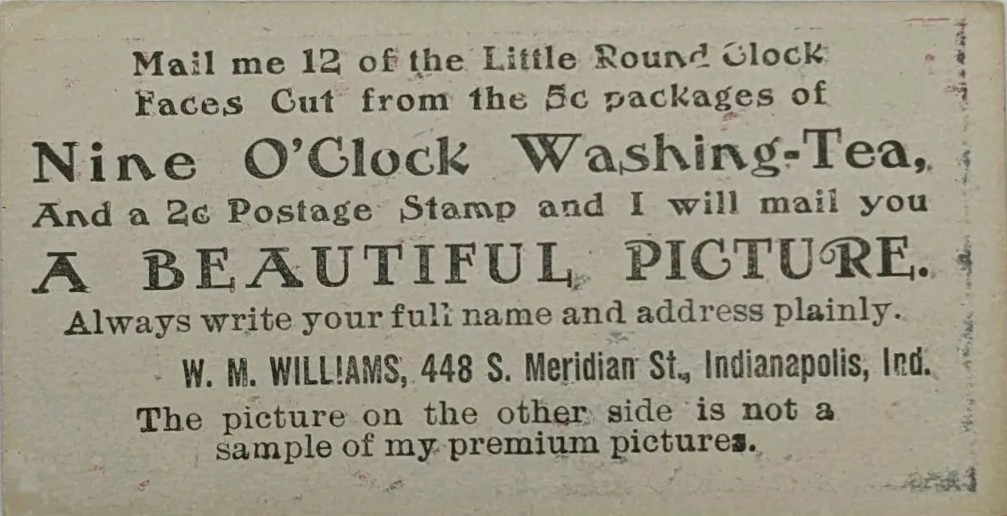 Mail me 12 of the Little Round Clock
Faces Cut from the 5c packages of
Nine O'Clock Washing-Tea,
And a 2c Postage Stamp and I will mail you
A BEAUTIFUL PICTURE.
Always write your full name and address plainly.
W. M. WILLIAMS, 448 S. Meridian St., Indianapolis, Ind.
The picture on the other side is not a
sample of my premium pictures.